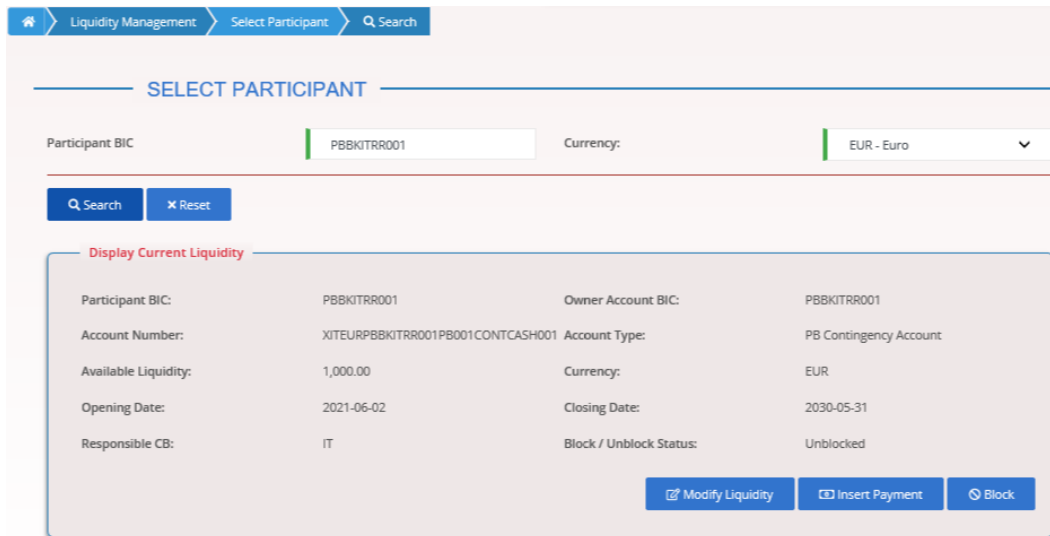 Liquidity Management Select Participant Search
SELECT PARTICIPANT
Participant BIC PBBKITRR001 Currency: EUR - Euro
Search Reset
Display Current Liquidity
Participant BIC: PBBKITRR001 Owner Account BIC: PBBKITRR001
Account Number: XITEURPBBKITRR001PB001CONTCASH001 Account Type: PB Contingency Account
Available Liquidity: 1,000.00 Currency: EUR
Opening Date: 2021-06-02 Closing Date: 2030-05-31
Responsible CB: IT Block / Unblock Status: Unblocked
Modify Liquidity Insert Payment Block